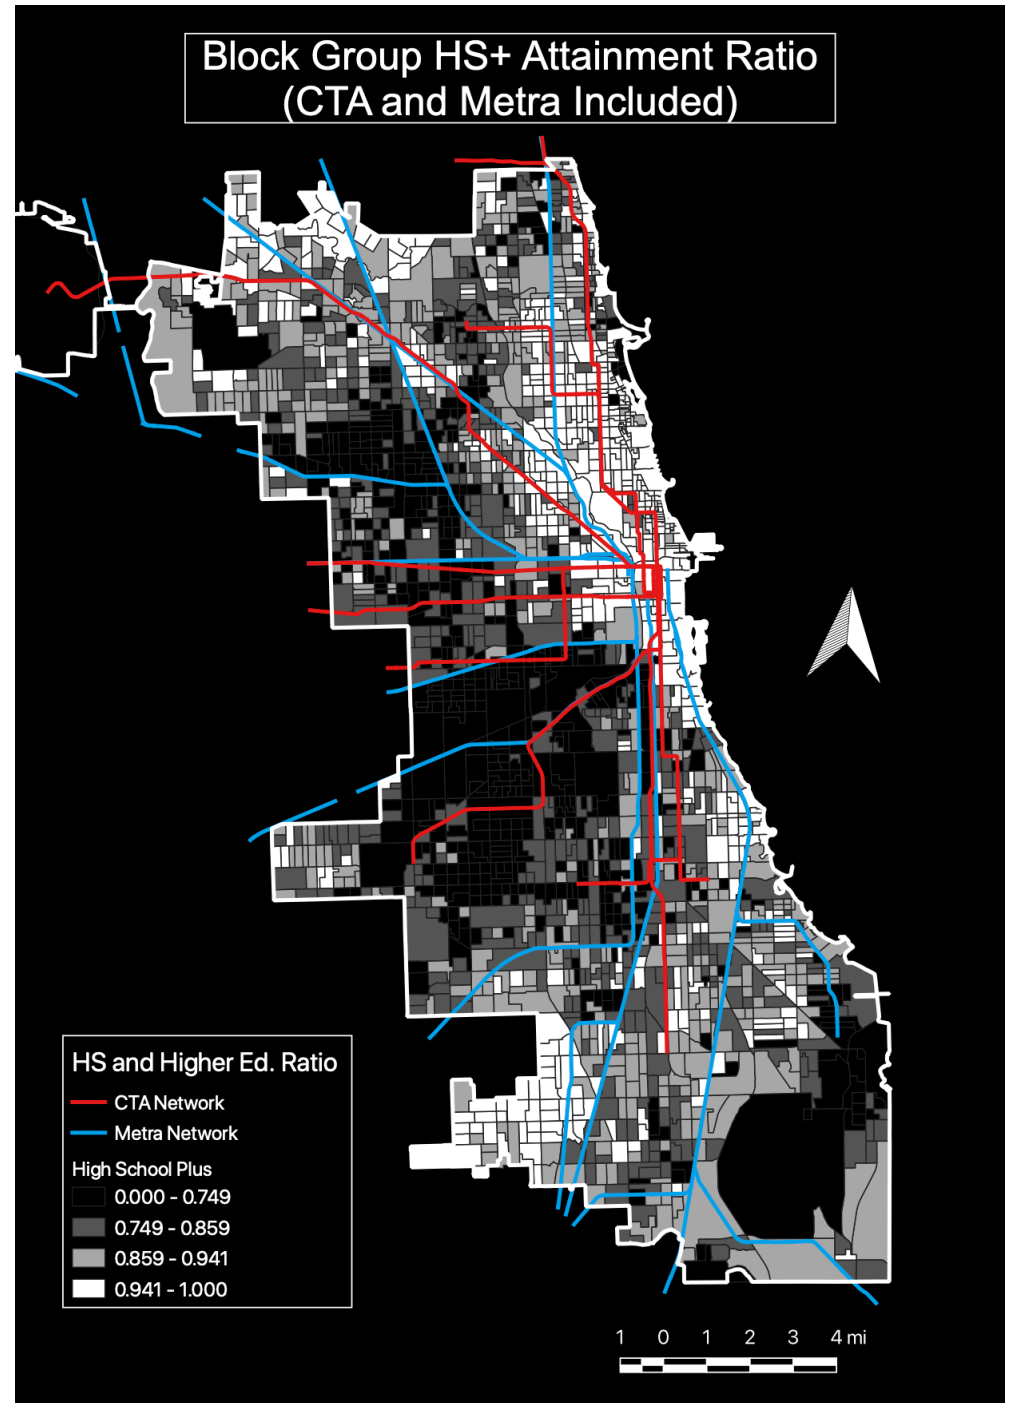 Block Group HS+ Attainment Ratio
(CTA and Metra Included)
HS and Higher Ed. Ratio
CTA Network
Metra Network
High School Plus
0.000 - 0.749
0.749 - 0.859
0.859 - 0.941
0.941 - 1.000
1 0 1 2 3 4 mi